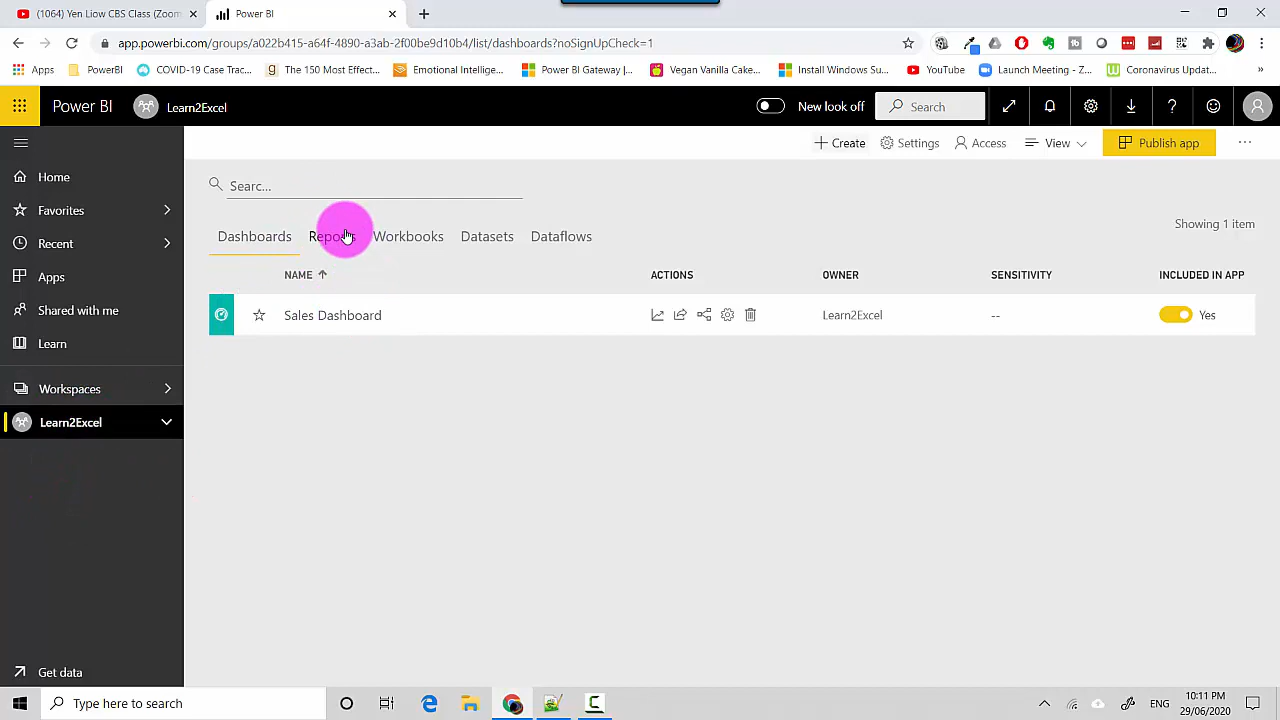 (1064) Yen Liow CBS Class (Zoom
Power BI
app.powerbi.com/groups/a022b415-a64f-4890-a3ab-2f00b9d10b4/list/dashboards?noSignUpCheck=1
Apps
PowerBI
COVID-19 Case Trac...
The 150 Most Effect...
Emotional Intellige...
Power BI Gateway |...
Vegan Vanilla Cake...
Install Windows Su...
YouTube
Launch Meeting - Z...
Coronavirus Updat...
Power BI
Learn2Excel
New look off
Search
Create
Settings
Access
View
Publish app
Home
Favorites
Recent
Apps
Shared with me
Learn
Workspaces
Learn2Excel
Get data
Searc...
Showing 1 item
Dashboards Reports Workbooks Datasets Dataflows
NAME ACTIONS OWNER SENSITIVITY INCLUDED IN APP
Sales Dashboard Learn2Excel -- Yes
Type here to search
ENG
10:11 PM
29/06/2020